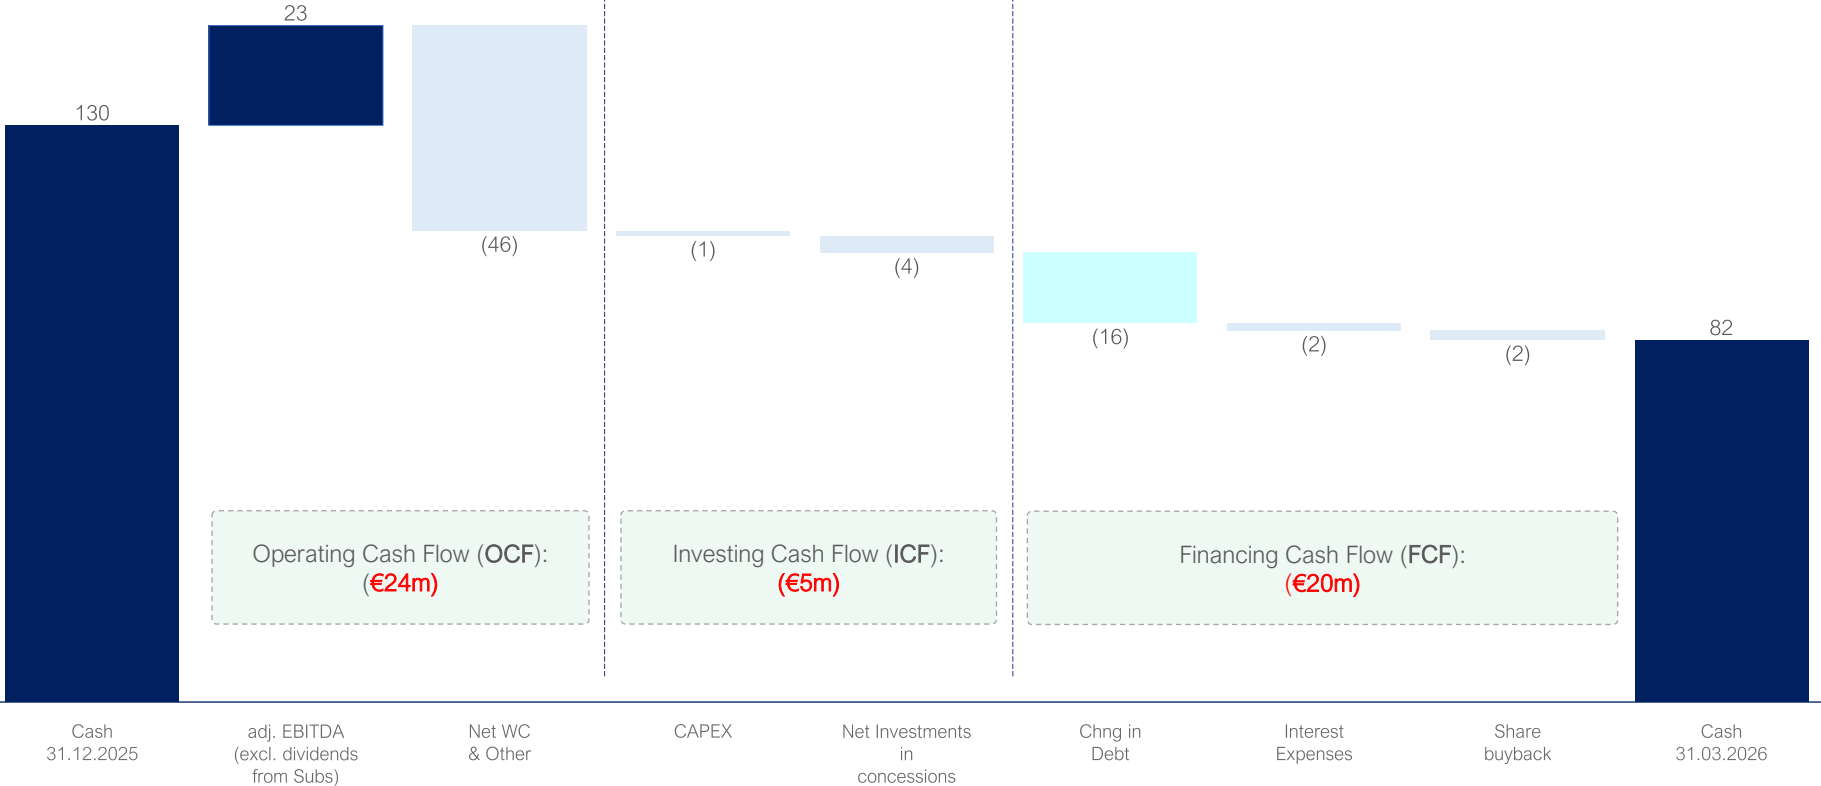 23
130
(46)
(1)
(4)
(16)
(2)
(2)
82
Operating Cash Flow (OCF):
(€24m)
Investing Cash Flow (ICF):
(€5m)
Financing Cash Flow (FCF):
(€20m)
Cash
31.12.2025
adj. EBITDA
(excl. dividends
from Subs)
Net WC
& Other
CAPEX
Net Investments
in
concessions
Chng in
Debt
Interest
Expenses
Share
buyback
Cash
31.03.2026